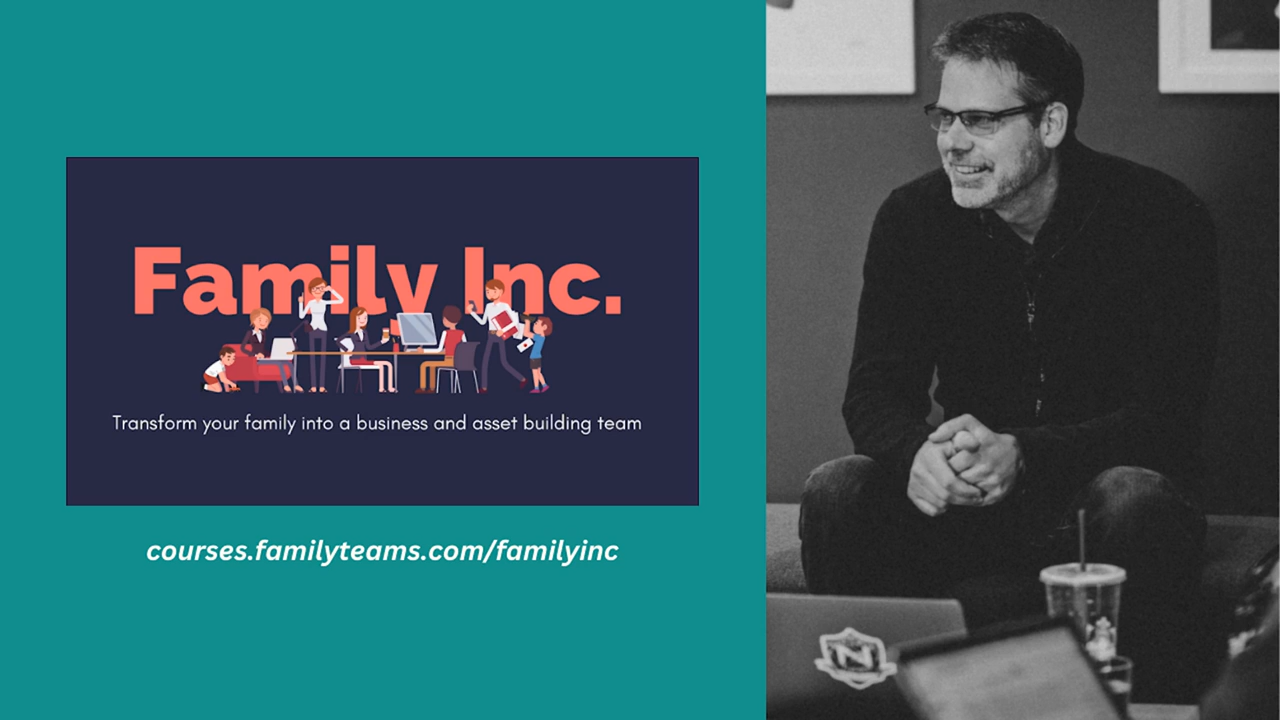 Family Inc.
Transform your family into a business and asset building team
courses.familyteams.com/familyinc
N